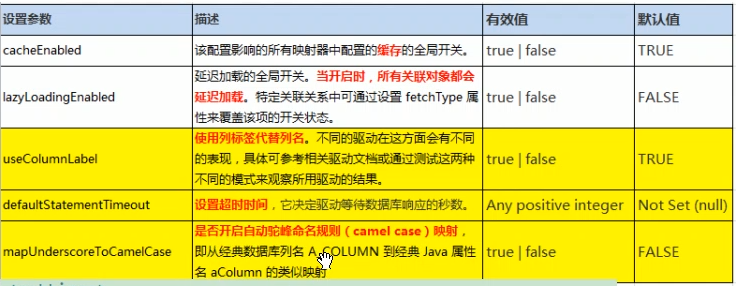 设置参数 描述 有效值 默认值
cacheEnabled 该配置影响的所有映射器中配置的缓存的全局开关。 true | false TRUE
延迟加载的全局开关。当开启时，所有关联对象都会
lazyLoadingEnabled 延迟加载。特定关联关系中可通过设置 fetchType 属 true | false FALSE
性来覆盖该项的开关状态。
使用列标签代替列名。不同的驱动在这方面会有不同
useColumnLabel 的表现，具体可参考相关驱动文档或通过测试这两种 true | false TRUE
不同的模式来观察所用驱动的结果。
defaultStatementTimeout 设置超时时间，它决定驱动等待数据库响应的秒数。 Any positive integer Not Set (null)
是否开启自动驼峰命名规则（camel case）映射，
mapUnderscoreToCamelCase 即从经典数据库列名 A_COLUMN 到经典 Java 属性 true | false FALSE
名 aColumn 的类似映射